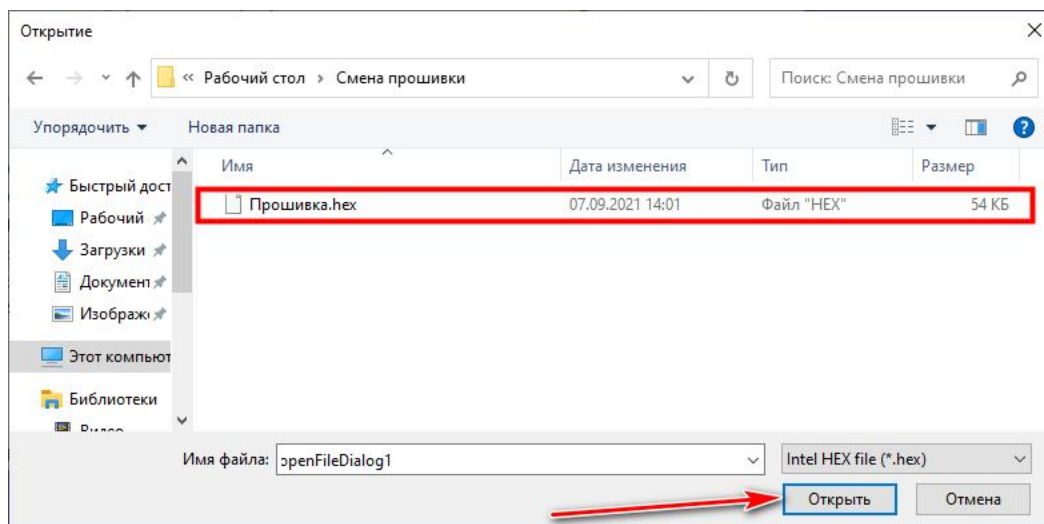 Открытие
« Рабочий стол › Смена прошивки
Поиск: Смена прошивки
Упорядочить
Новая папка
Имя
Дата изменения
Тип
Размер
Быстрый дост
Рабочий
Загрузки
Документ
Изображ
Этот компьют
Библиотеки
Видео
Прошивка.hex
07.09.2021 14:01
Файл "HEX"
54 КБ
Имя файла:
openFileDialog1
Intel HEX file (*.hex)
Открыть
Отмена